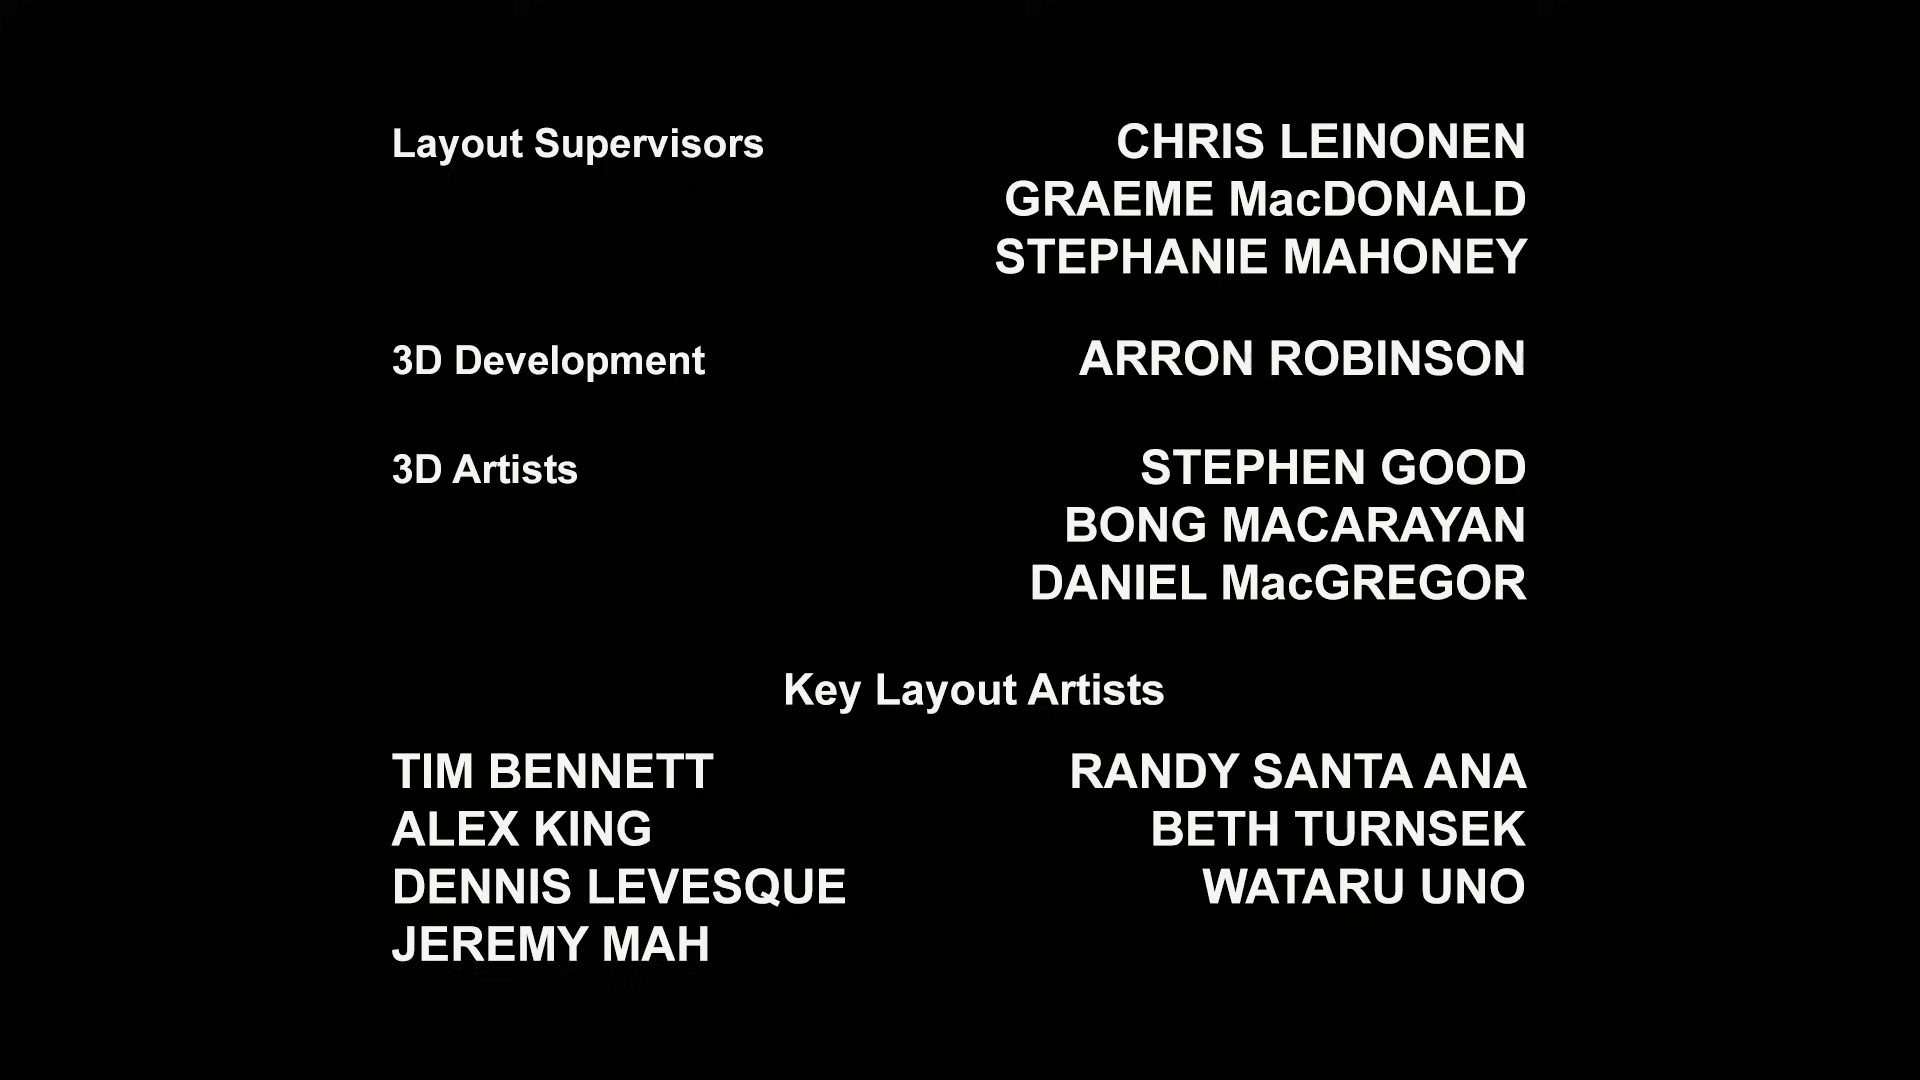 Layout Supervisors CHRIS LEINONEN
GRAEME MacDONALD
STEPHANIE MAHONEY
3D Development ARRON ROBINSON
3D Artists STEPHEN GOOD
BONG MACARAYAN
DANIEL MacGREGOR
Key Layout Artists
TIM BENNETT RANDY SANTA ANA
ALEX KING BETH TURNSEK
DENNIS LEVESQUE WATARU UNO
JEREMY MAH